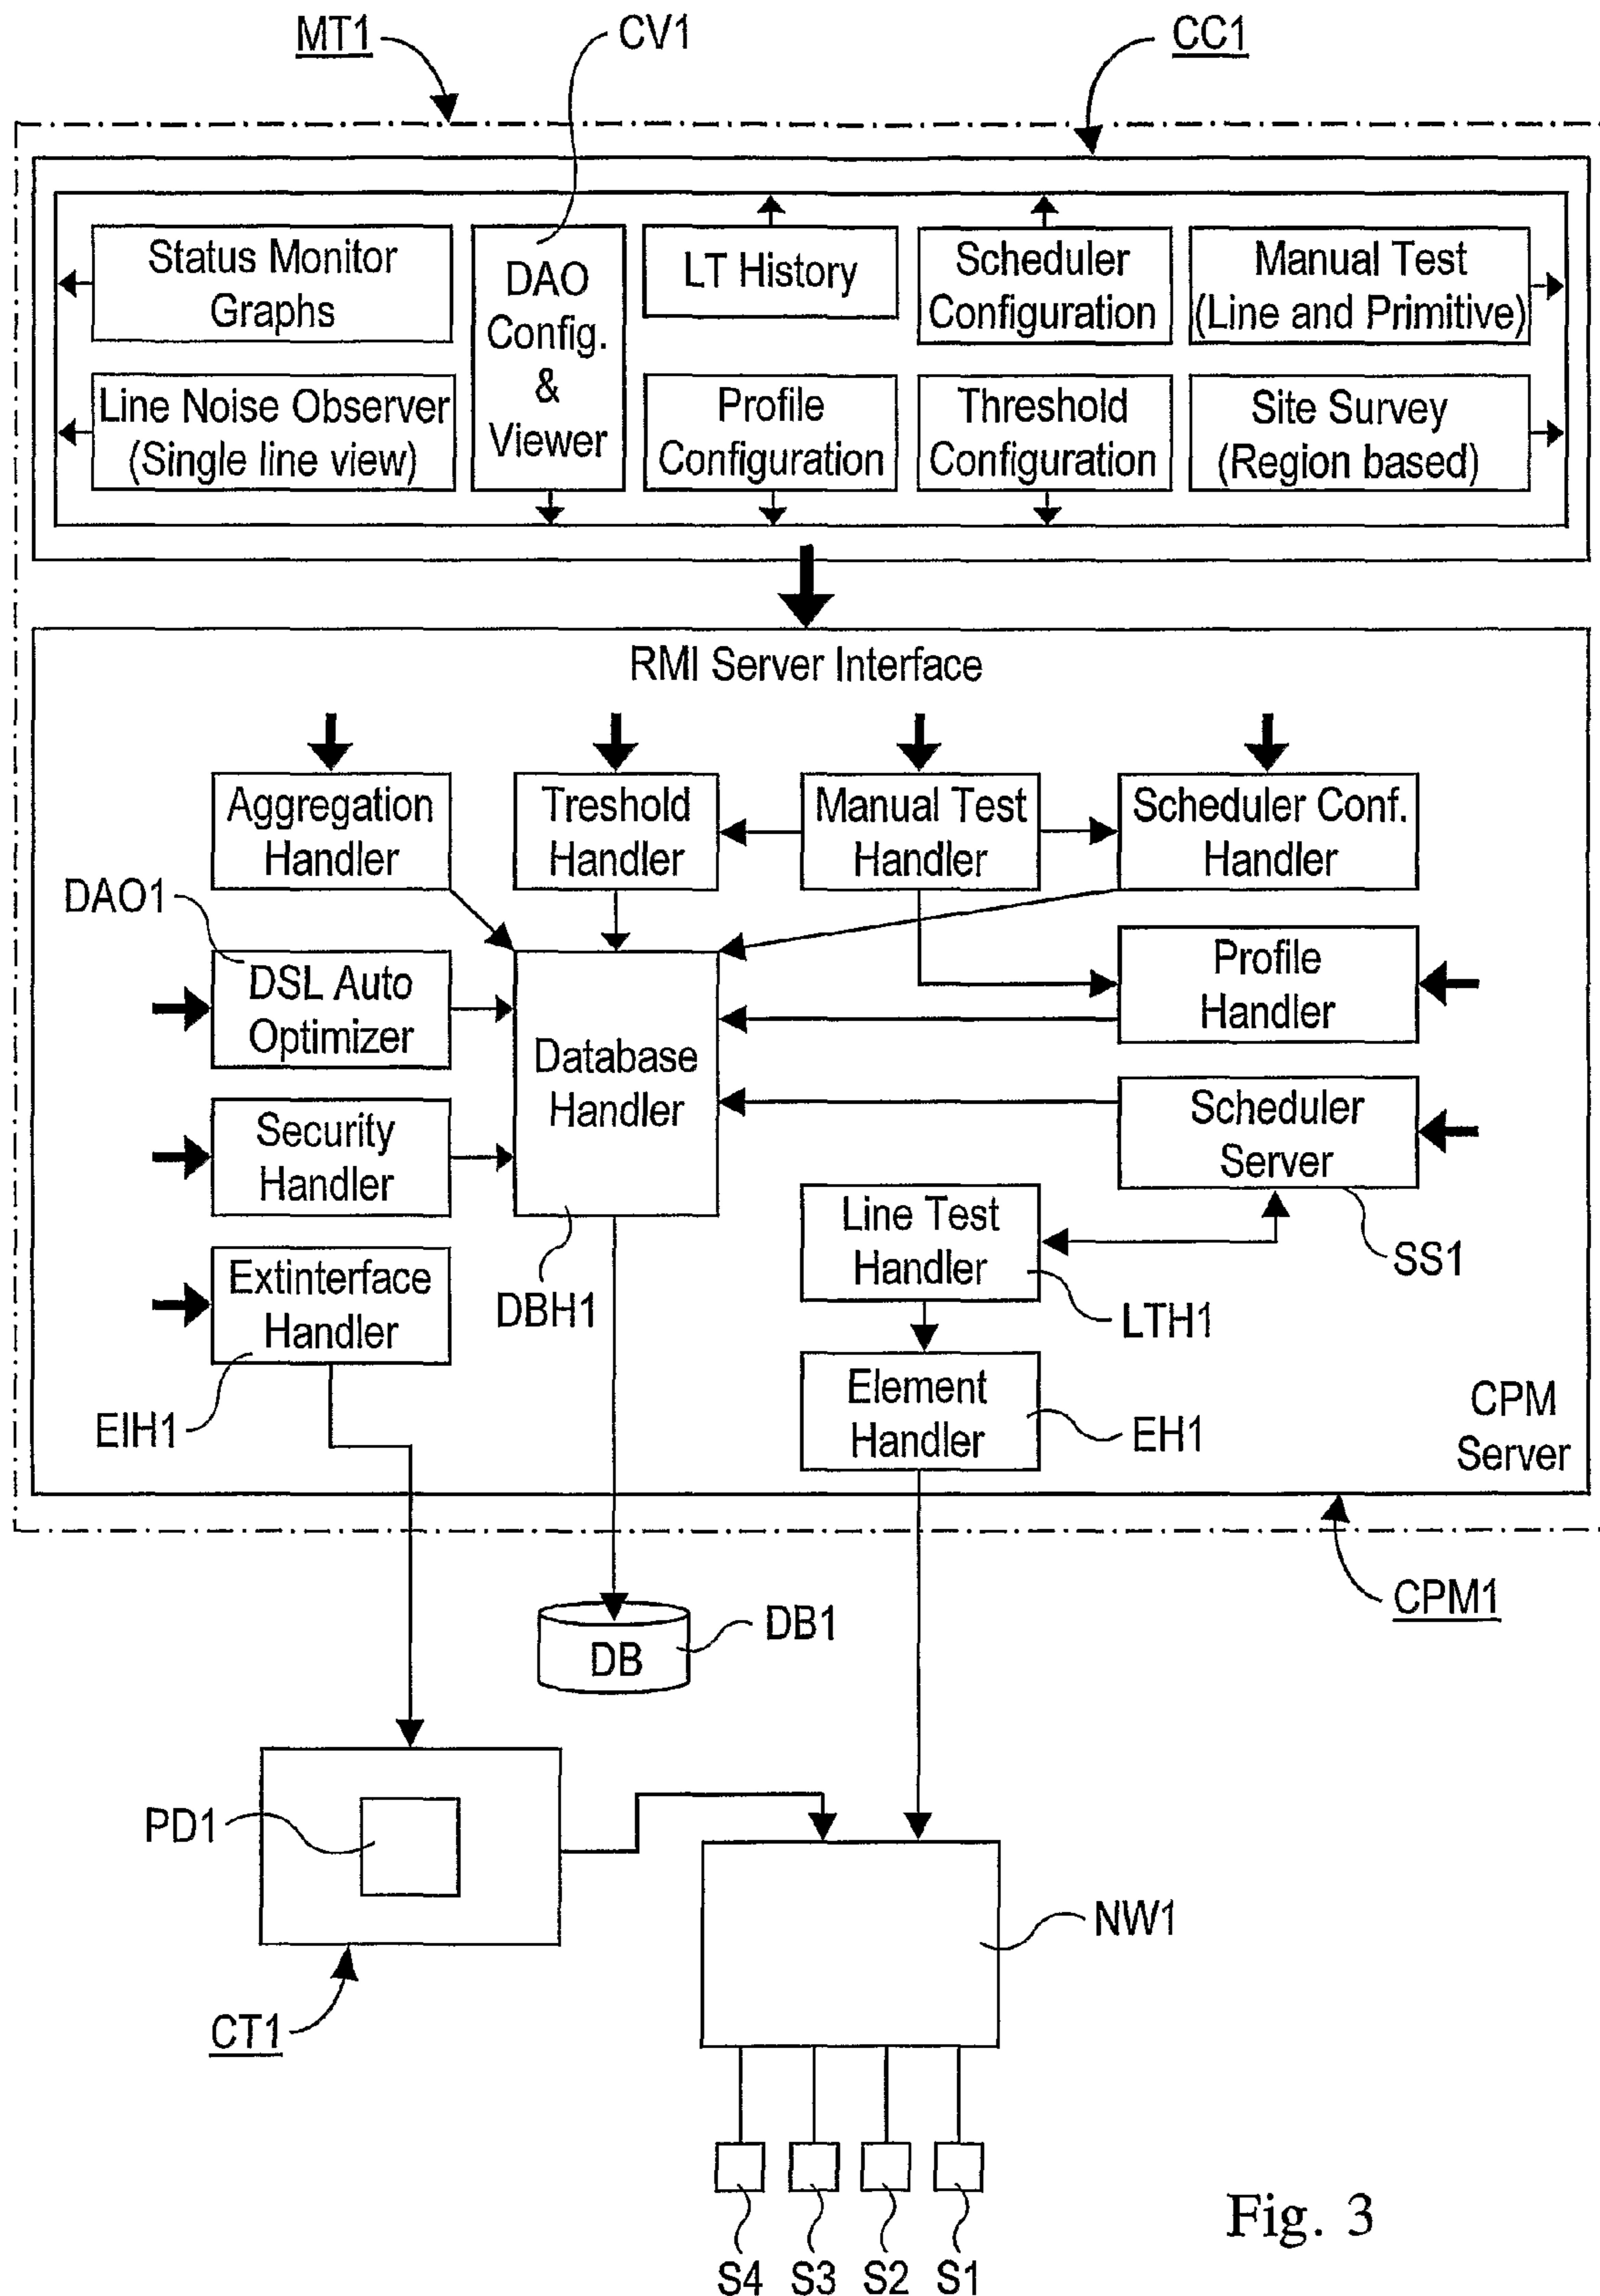 MT1
CV1
CC1
Status Monitor
Graphs
DAO
Config.
&
Viewer
LT History
Scheduler
Configuration
Manual Test
(Line and Primitive)
Line Noise Observer
(Single line view)
Profile
Configuration
Threshold
Configuration
Site Survey
(Region based)
RMI Server Interface
Aggregation
Handler
Treshold
Handler
Manual Test
Handler
Scheduler Conf.
Handler
DAO1
DSL Auto
Optimizer
Database
Handler
Profile
Handler
Security
Handler
Scheduler
Server
Line Test
Handler
SS1
Extinterface
Handler
DBH1
LTH1
Element
Handler
EIH1
EH1
CPM
Server
CPM1
DB
DB1
PD1
NW1
CT1
S4
S3
S2
S1
Fig. 3